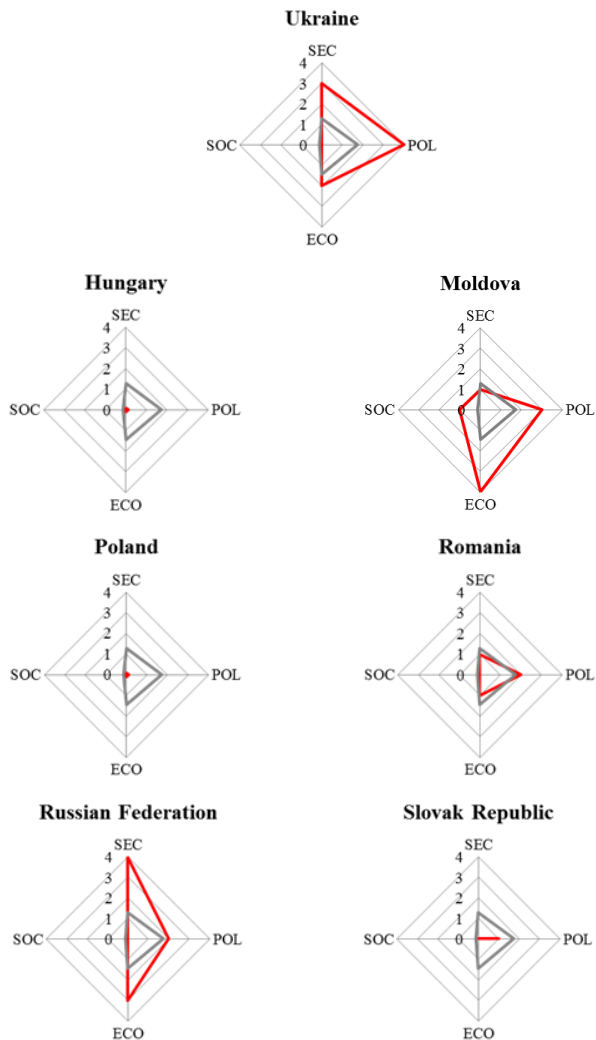 Ukraine
SEC
4
3
2
1
SOC 0 POL
ECO
Hungary
SEC
4
3
2
1
SOC 0 POL
ECO
Moldova
SEC
4
3
2
1
SOC 0 POL
ECO
Poland
SEC
4
3
2
1
SOC 0 POL
ECO
Romania
SEC
4
3
2
1
SOC 0 POL
ECO
Russian Federation
SEC
4
3
2
1
SOC 0 POL
ECO
Slovak Republic
SEC
4
3
2
1
SOC 0 POL
ECO